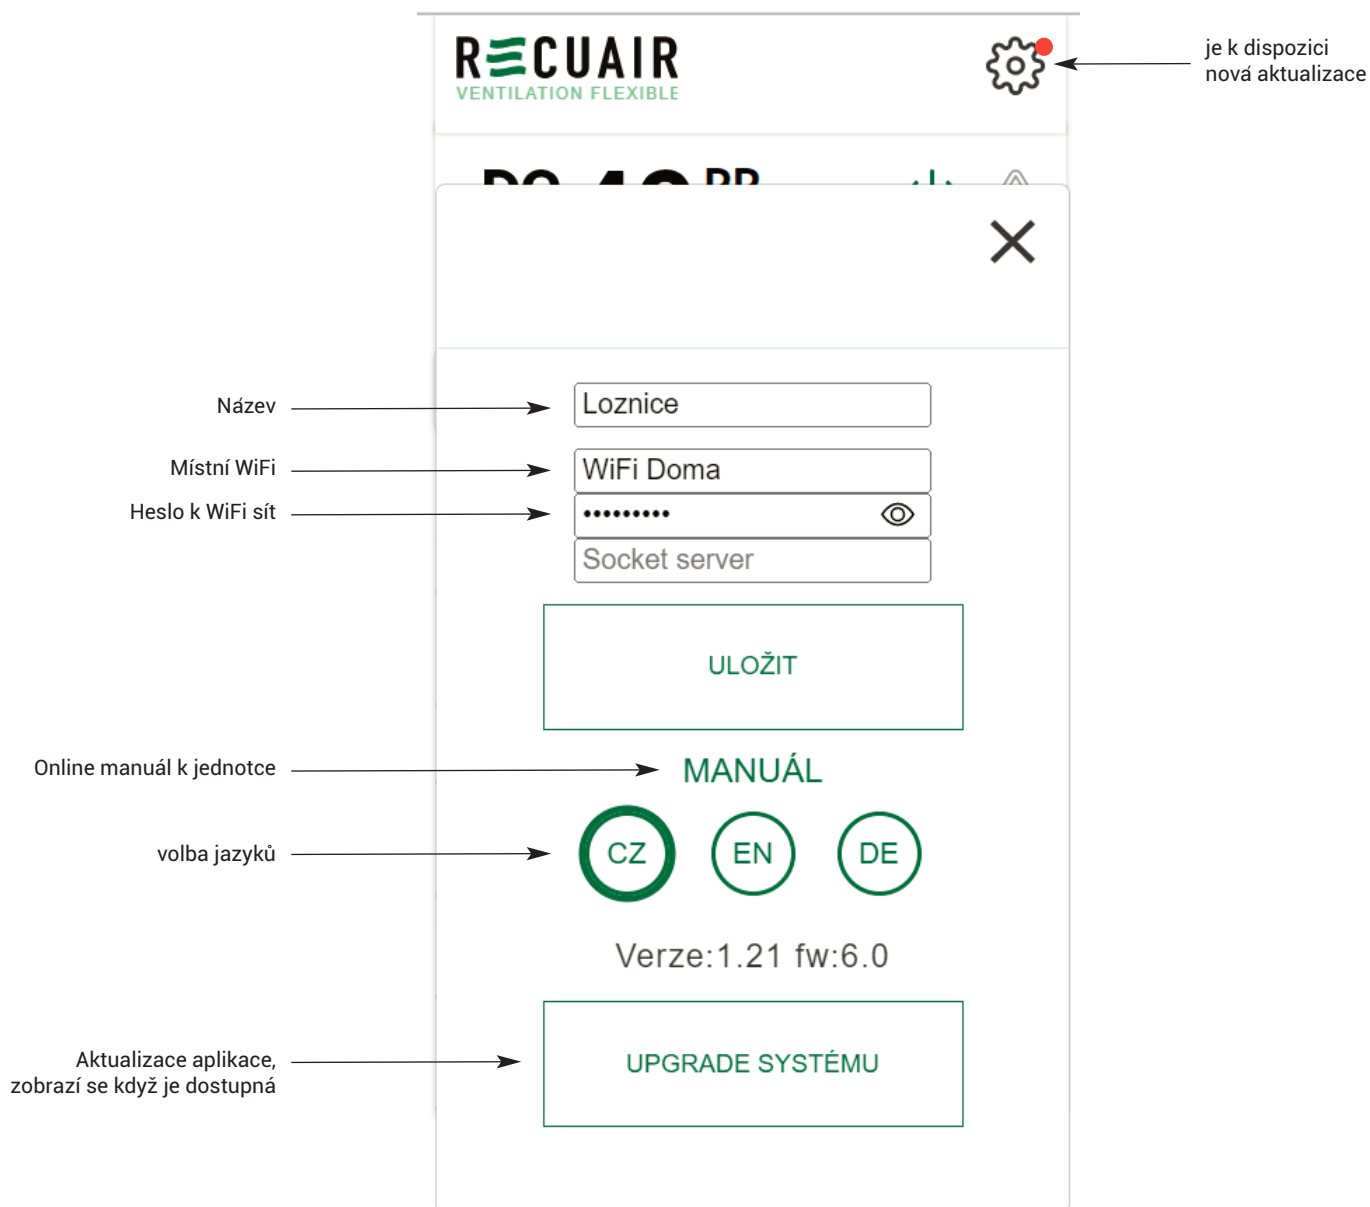 RECUAIR
VENTILATION FLEXIBLE
je k dispozici
nová aktualizace
Název
Loznice
Místní WiFi
WiFi Doma
Heslo k WiFi sít
•••••••••
Socket server
ULOŽIT
Online manuál k jednotce
MANUÁL
volba jazyků
CZ EN DE
Verze:1.21 fw:6.0
Aktualizace aplikace,
zobrazí se když je dostupná
UPGRADE SYSTÉMU